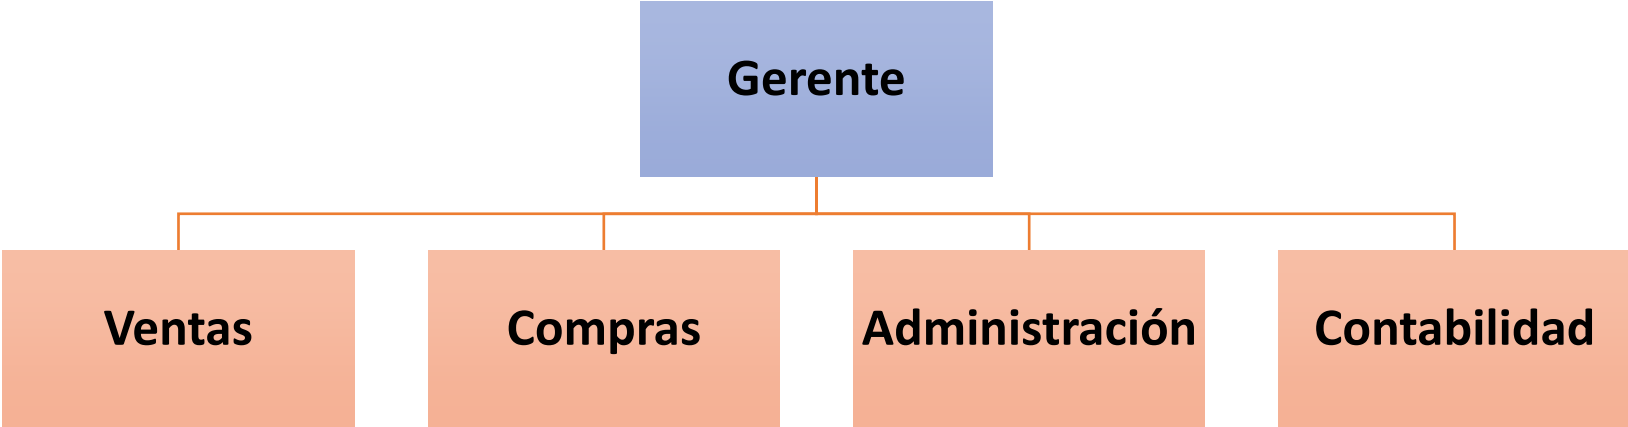 Gerente
Ventas
Compras
Administración
Contabilidad